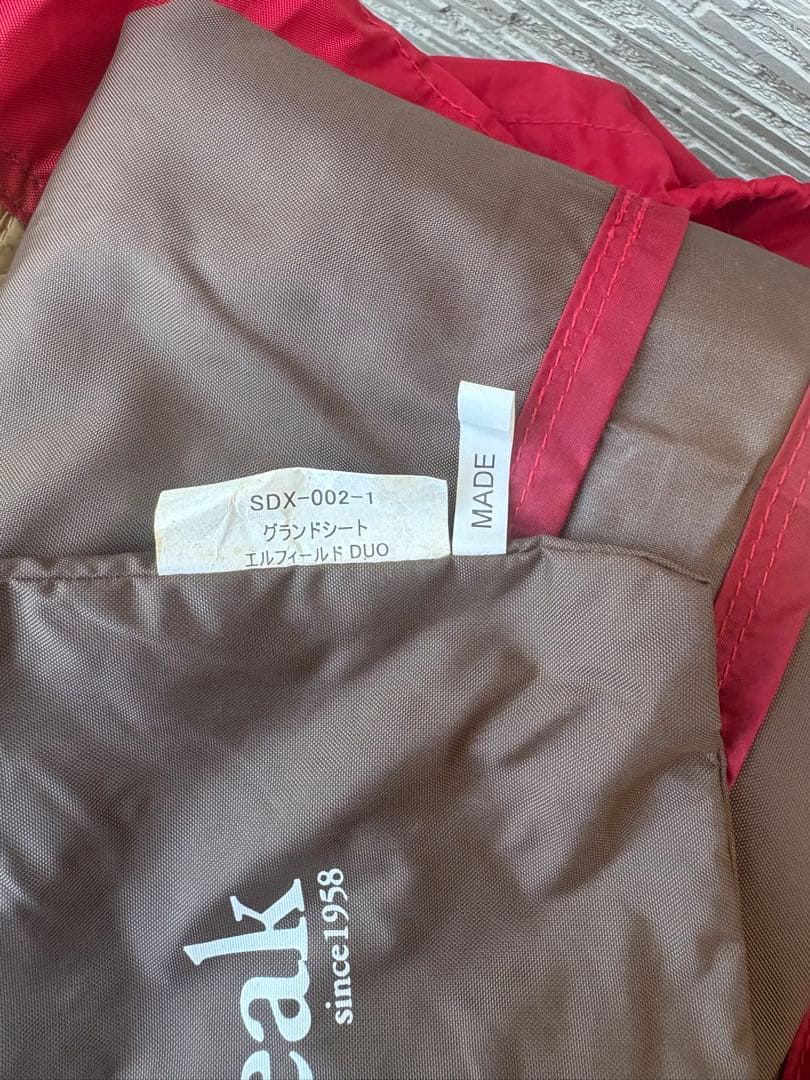 SDX-002-1
グランドシート
エルフィールド DUO
MADE
eak
since1958